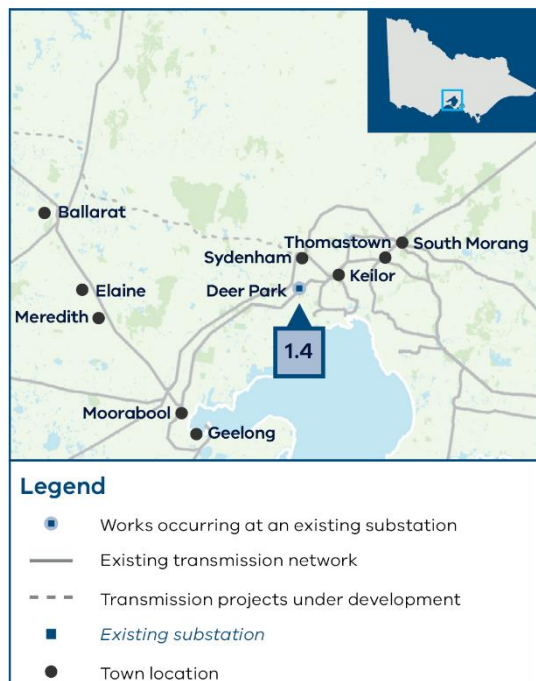 Ballarat
Thomastown
South Morang
Sydenham
Keilor
Elaine
Deer Park
Meredith
1.4
Moorabool
Geelong
Legend
Works occurring at an existing substation
Existing transmission network
Transmission projects under development
Existing substation
Town location